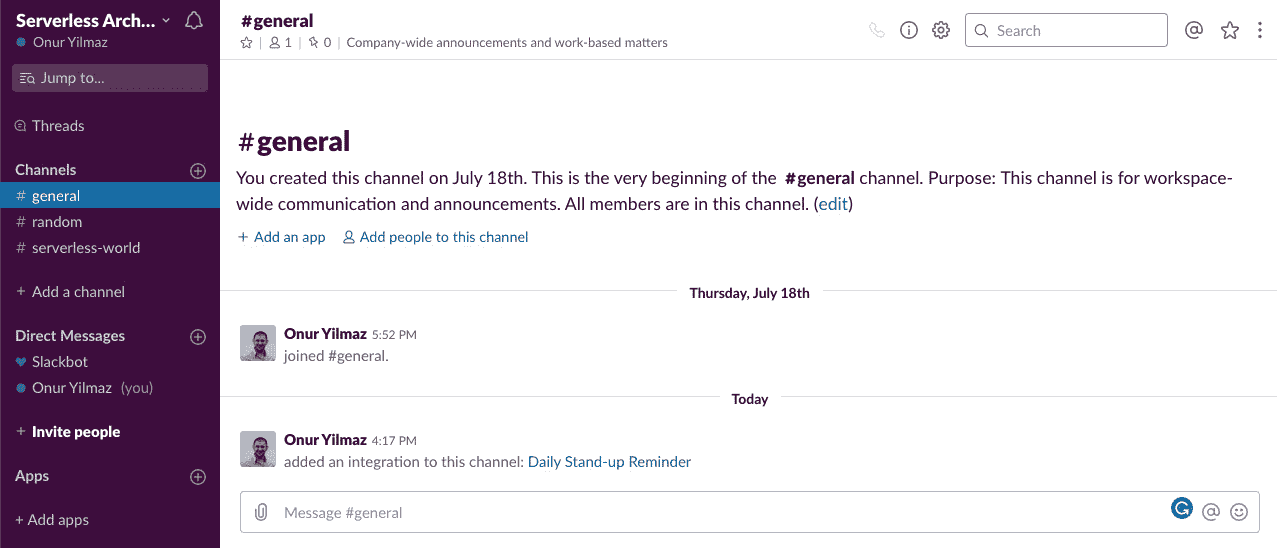 Serverless Arch...
Onur Yilmaz
Jump to...
Threads
Channels
# general
# random
# serverless-world
+ Add a channel
Direct Messages
Slackbot
Onur Yilmaz (you)
+ Invite people
Apps
+ Add apps
#general
1 | 0 | Company-wide announcements and work-based matters
Search
#general
You created this channel on July 18th. This is the very beginning of the #general channel. Purpose: This channel is for workspace-
wide communication and announcements. All members are in this channel. (edit)
+ Add an app Add people to this channel
Thursday, July 18th
Onur Yilmaz 5:52 PM
joined #general.
Today
Onur Yilmaz 4:17 PM
added an integration to this channel: Daily Stand-up Reminder
Message #general